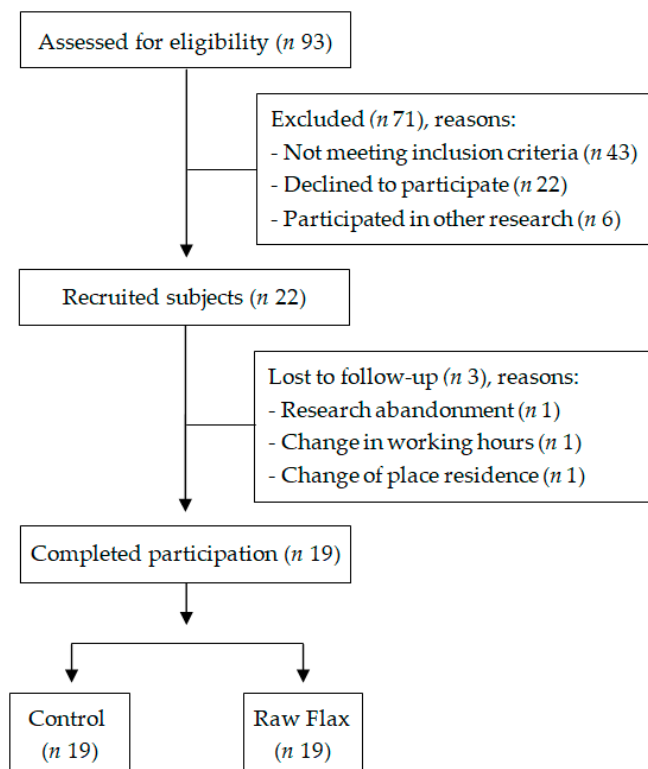 Assessed for eligibility (n 93)
Excluded (n 71), reasons:
- Not meeting inclusion criteria (n 43)
- Declined to participate (n 22)
- Participated in other research (n 6)
Recruited subjects (n 22)
Lost to follow-up (n 3), reasons:
- Research abandonment (n 1)
- Change in working hours (n 1)
- Change of place residence (n 1)
Completed participation (n 19)
Control
(n 19)
Raw Flax
(n 19)